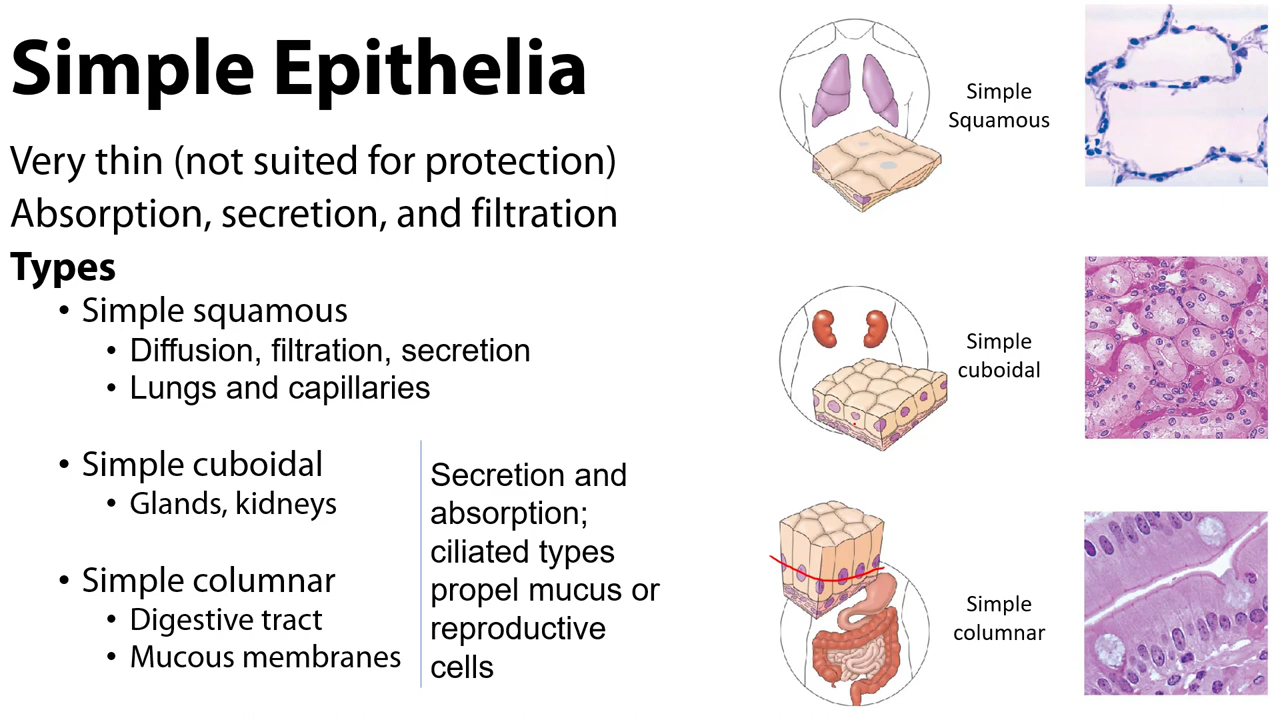 Simple Epithelia
Very thin (not suited for protection)
Absorption, secretion, and filtration
Types
• Simple squamous
• Diffusion, filtration, secretion
• Lungs and capillaries
• Simple cuboidal
• Glands, kidneys
• Simple columnar
• Digestive tract
• Mucous membranes
Secretion and
absorption;
ciliated types
propel mucus or
reproductive
cells
Simple
Squamous
Simple
cuboidal
Simple
columnar